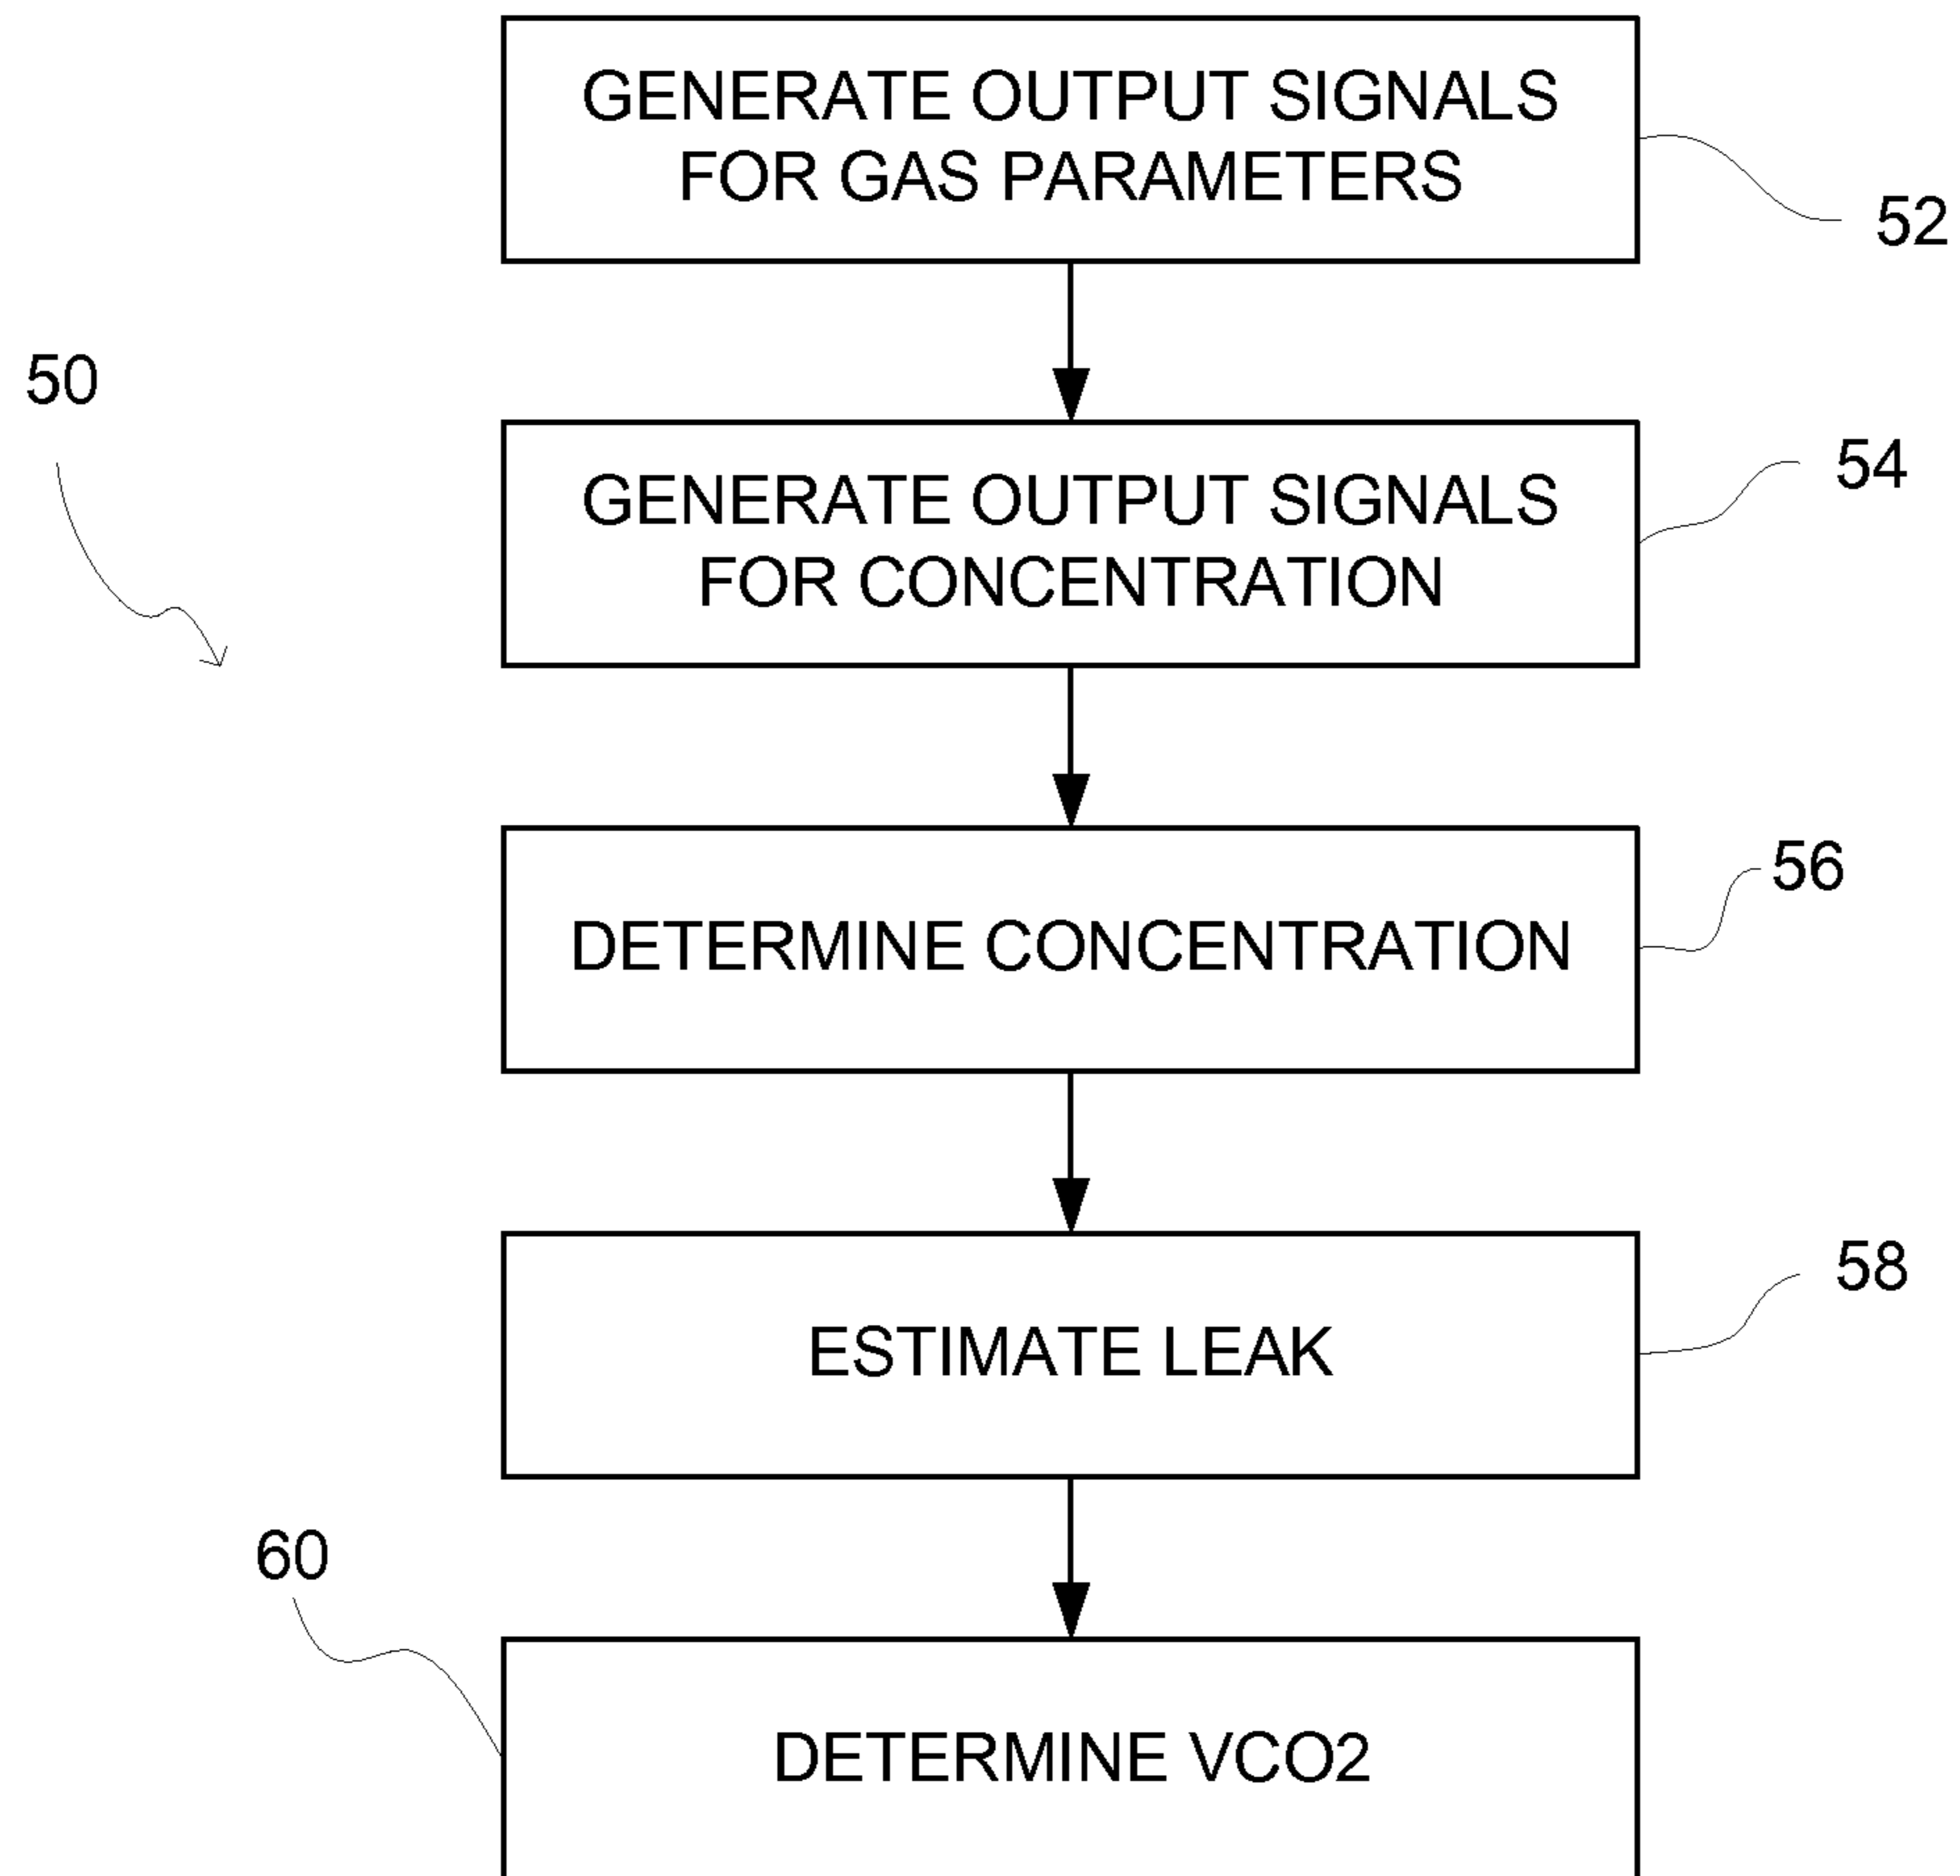 GENERATE OUTPUT SIGNALS
FOR GAS PARAMETERS
52
50
GENERATE OUTPUT SIGNALS
FOR CONCENTRATION
54
DETERMINE CONCENTRATION
56
ESTIMATE LEAK
58
60
DETERMINE VCO2